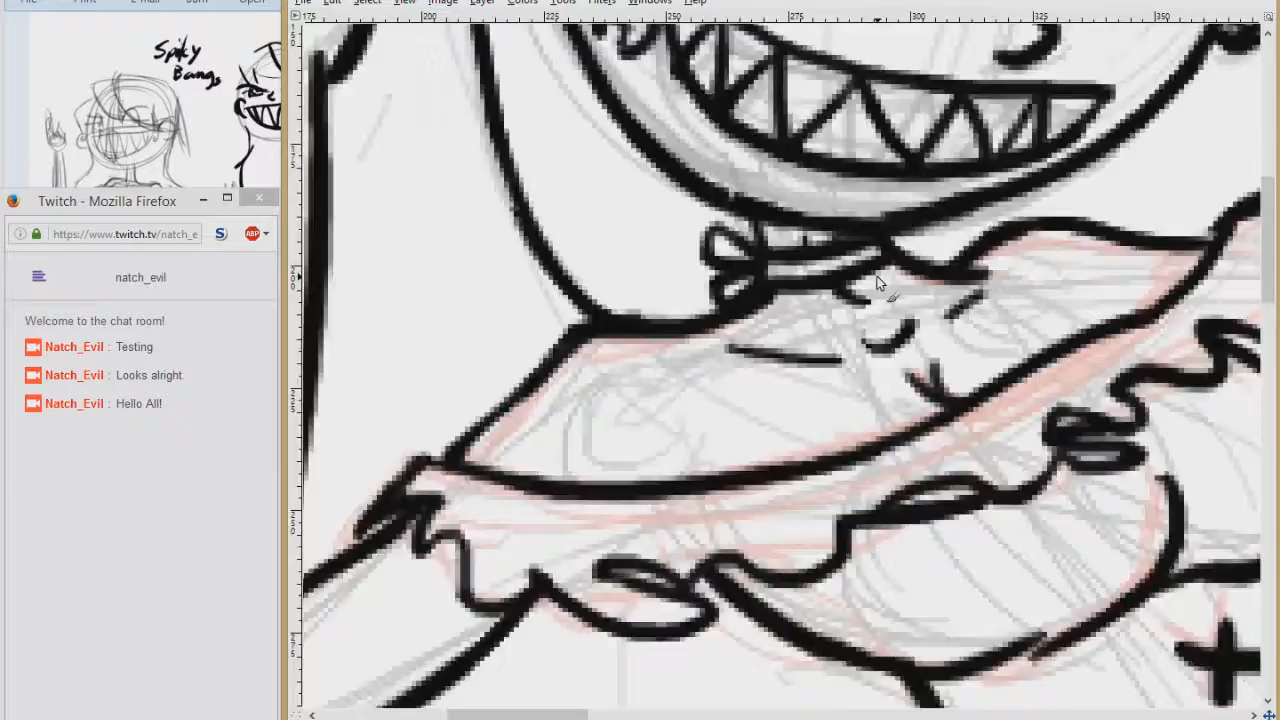 File Print E-mail Burn Open
File Edit Select View Image Layer Colors Tools Filters Windows Help
175 200 225 250 275 300 325 350
Spiky
Bangs
Twitch - Mozilla Firefox
https://www.twitch.tv/natch_e
natch_evil
Welcome to the chat room!
Natch_Evil : Testing
Natch_Evil : Looks alright.
Natch_Evil : Hello All!